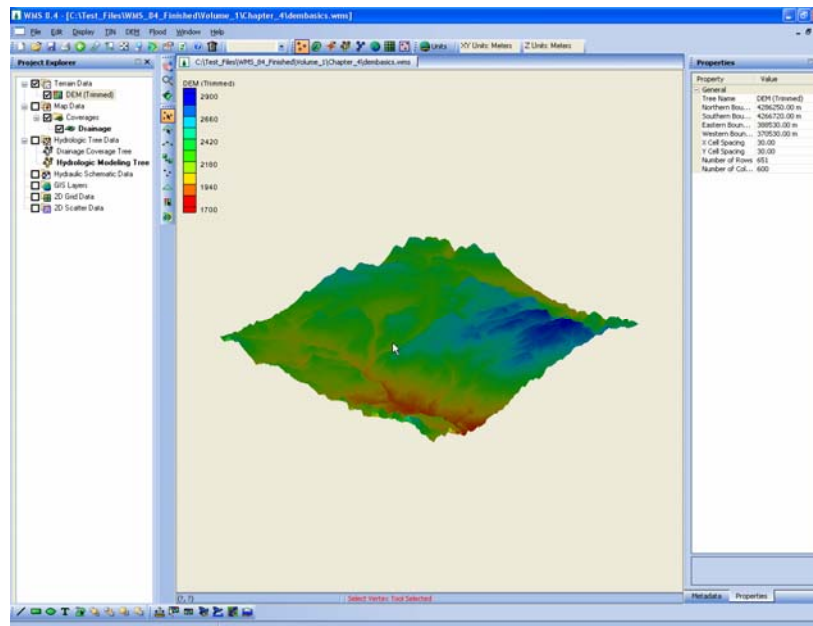 WMS 8.4 - [C:\Test_Files\WMS_84_Finished\Volume_1\Chapter_4\dembasics.wms]
File Edit Display TIN DEM Flood Window Help
Units XY Units: Meters Z Units: Meters
Project Explorer
Terrain Data
DEM (Trimmed)
Map Data
Coverages
Drainage
Hydrologic Tree Data
Drainage Coverage Tree
Hydrologic Modeling Tree
Hydraulic Schematic Data
GIS Layers
2D Grid Data
2D Scatter Data
C:\Test_Files\WMS_84_Finished\Volume_1\Chapter_4\dembasics.wms
DEM (Trimmed)
2900
2660
2420
2180
1940
1700
Properties
Property Value
General
Tree Name DEM (Trimmed)
Northern Bou... 4286250.00 m
Southern Bou... 4266720.00 m
Eastern Boun... 388530.00 m
Western Boun... 370530.00 m
X Cell Spacing 30.00
Y Cell Spacing 30.00
Number of Rows 651
Number of Col... 600
(?, ?) Select Vertex Tool Selected
Metadata Properties
T